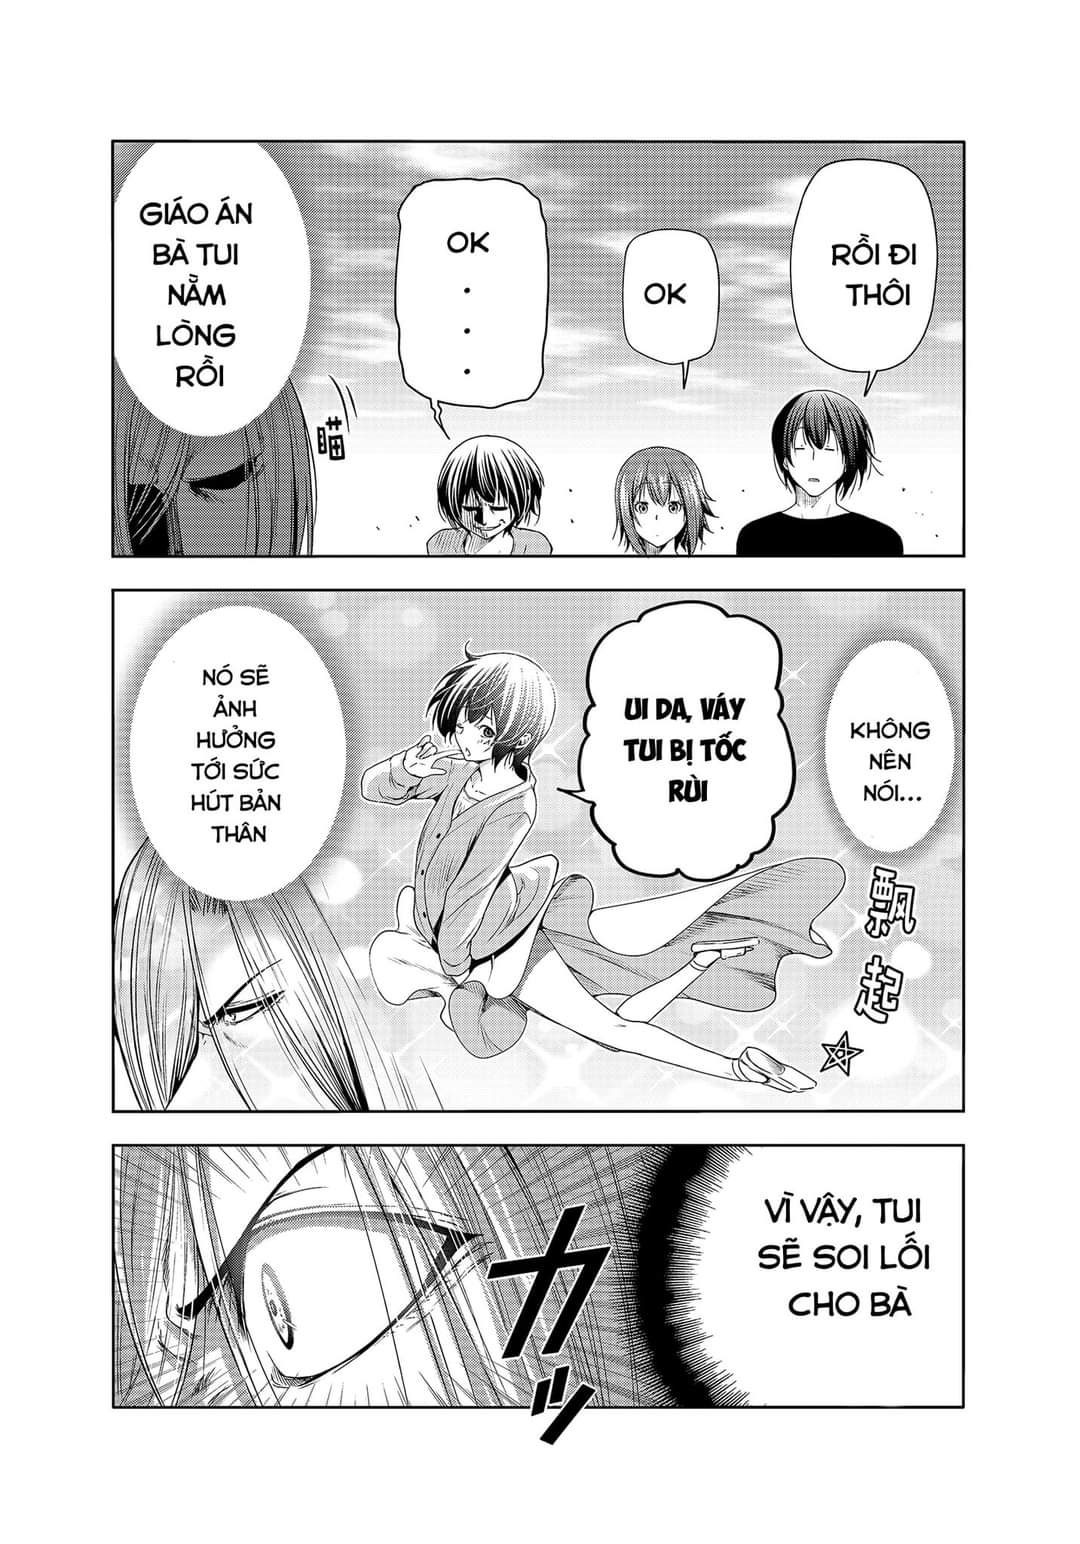 RỒI ĐI
THÔI
OK
OK
.
.
.
GIÁO ÁN
BÀ TUI
NẰM
LÒNG
RỒI
瞄
KHÔNG
NÊN
NÓI...
UI DA, VÁY
TUI BỊ TỐC
RÙI
飘起☆
NÓ SẼ
ẢNH
HƯỞNG
TỚI SỨC
HÚT BẢN
THÂN
VÌ VẬY, TUI
SẼ SOI LỐI
CHO BÀ
カッ